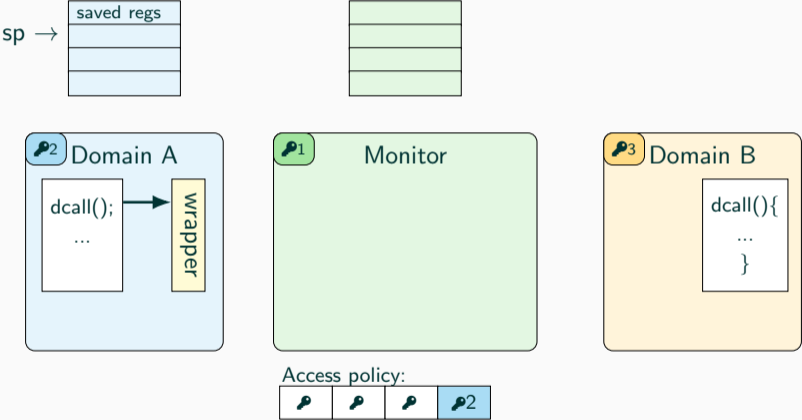 saved regs
sp →
2 Domain A
1 Monitor
3 Domain B
dcall();
...
wrapper
dcall(){
...
}
Access policy:
2